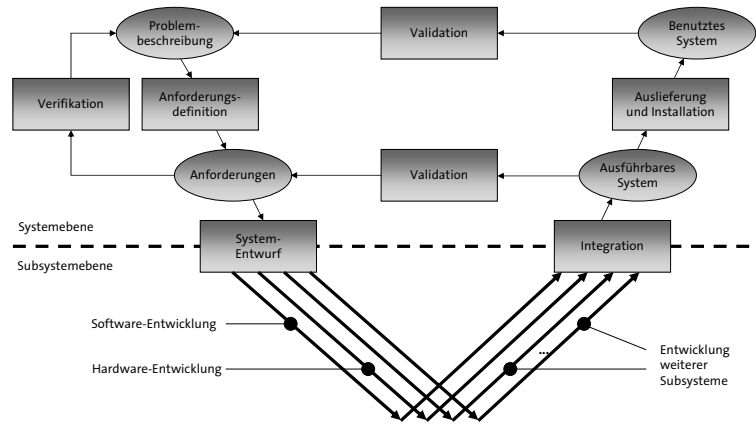 Problem-
beschreibung
Validation
Benutztes
System
Verifikation
Anforderungs-
definition
Auslieferung
und Installation
Anforderungen
Validation
Ausführbares
System
Systemebene
System-
Entwurf
Integration
Subsystemebene
Software-Entwicklung
...
Hardware-Entwicklung
Entwicklung
weiterer
Subsysteme